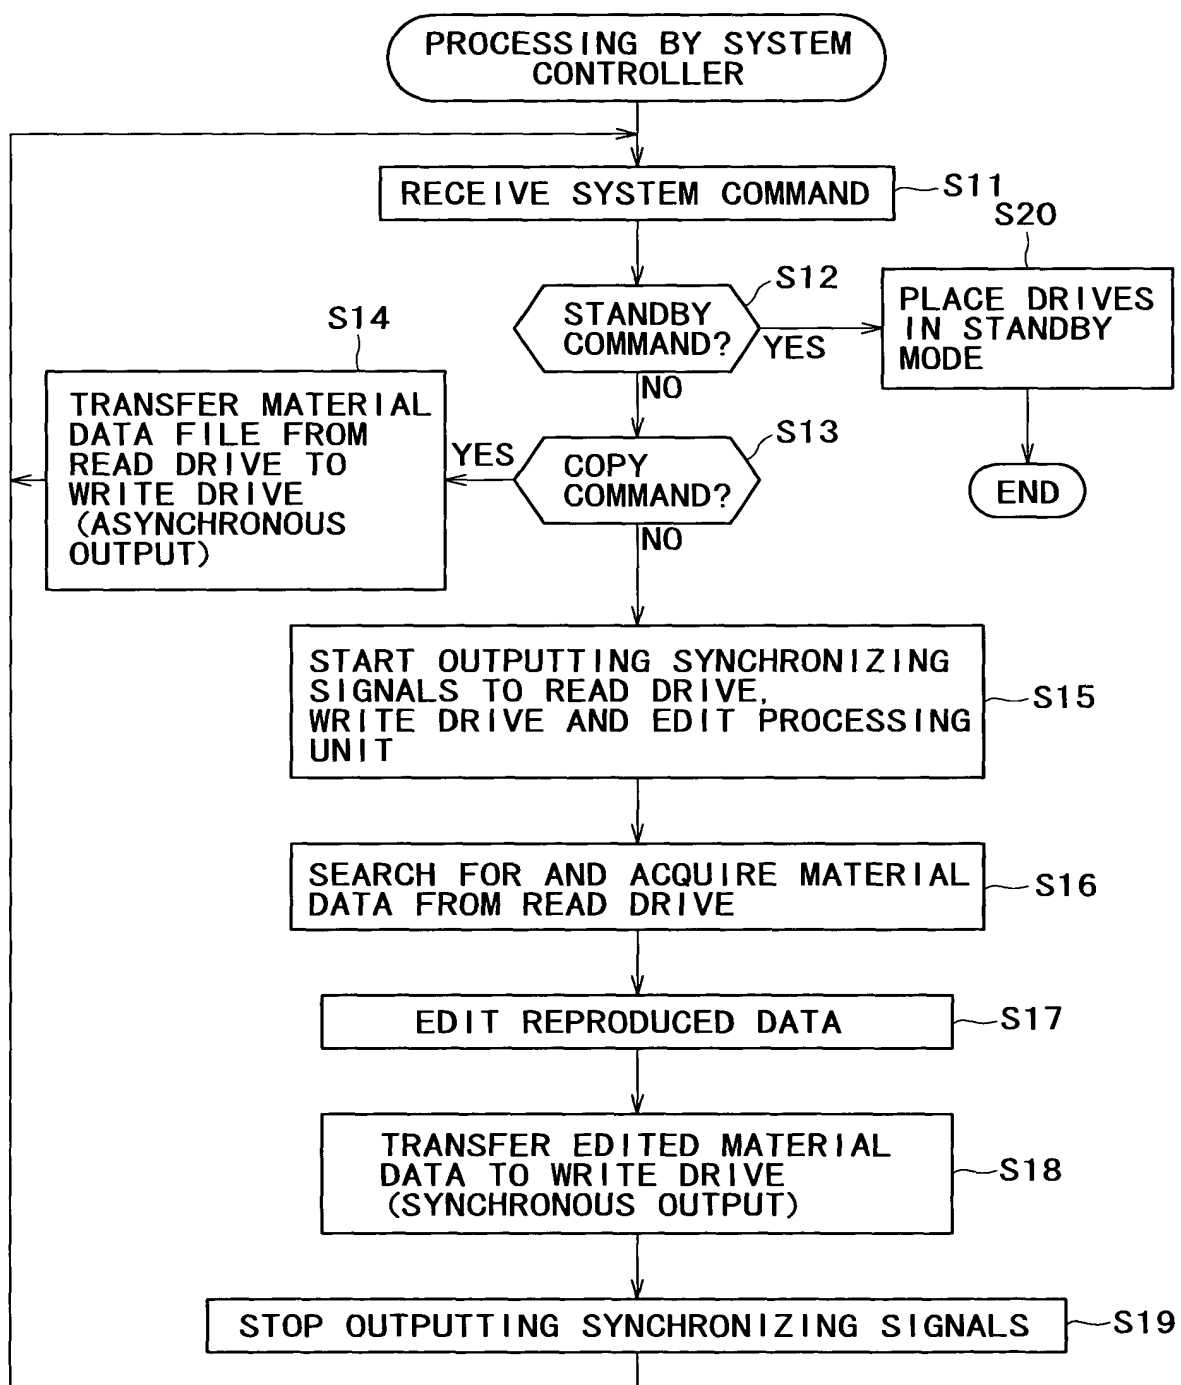 PROCESSING BY SYSTEM
CONTROLLER
RECEIVE SYSTEM COMMAND
S11
S20
S12
STANDBY
COMMAND?
YES
PLACE DRIVES
IN STANDBY
MODE
NO
S14
TRANSFER MATERIAL
DATA FILE FROM
READ DRIVE TO
WRITE DRIVE
(ASYNCHRONOUS
OUTPUT)
YES
S13
COPY
COMMAND?
END
NO
START OUTPUTTING SYNCHRONIZING
SIGNALS TO READ DRIVE,
WRITE DRIVE AND EDIT PROCESSING
UNIT
S15
SEARCH FOR AND ACQUIRE MATERIAL
DATA FROM READ DRIVE
S16
EDIT REPRODUCED DATA
S17
TRANSFER EDITED MATERIAL
DATA TO WRITE DRIVE
(SYNCHRONOUS OUTPUT)
S18
STOP OUTPUTTING SYNCHRONIZING SIGNALS
S19